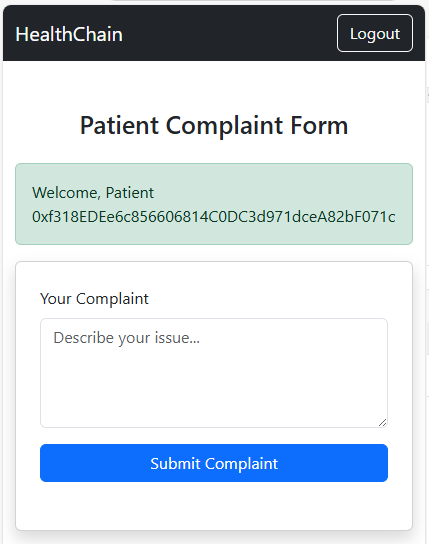 HealthChain
Logout
Patient Complaint Form
Welcome, Patient
0xf318EDEe6c856606814C0DC3d971dceA82bF071c
Your Complaint
Describe your issue...
Submit Complaint